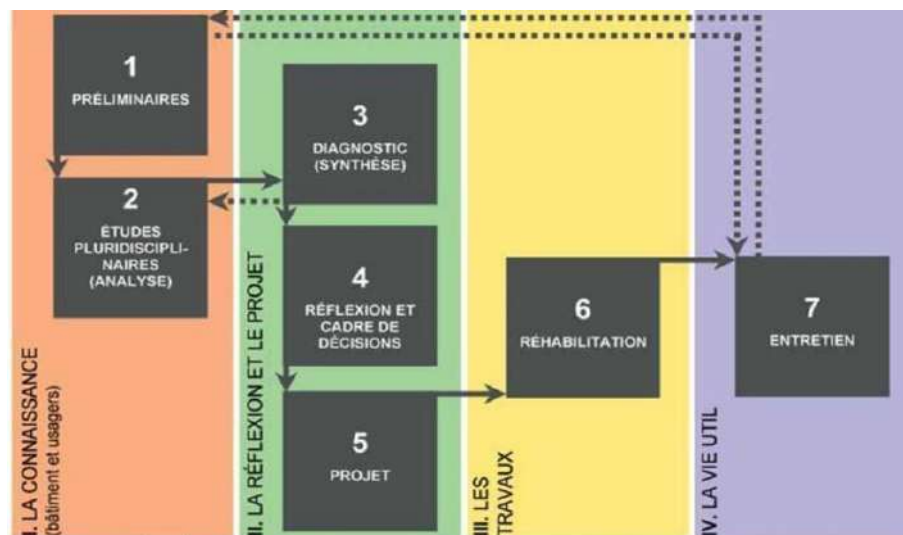 1
PRÉLIMINAIRES
2
ÉTUDES
PLURIDISCIPLI-
NAIRES
(ANALYSE)
I. LA CONNAISSANCE
(bâtiment et usagers)
3
DIAGNOSTIC
(SYNTHÈSE)
4
RÉFLEXION ET
CADRE DE
DÉCISIONS
5
PROJET
II. LA RÉFLEXION ET LE PROJET
6
RÉHABILITATION
III. LES
TRAVAUX
7
ENTRETIEN
IV. LA VIE UTIL